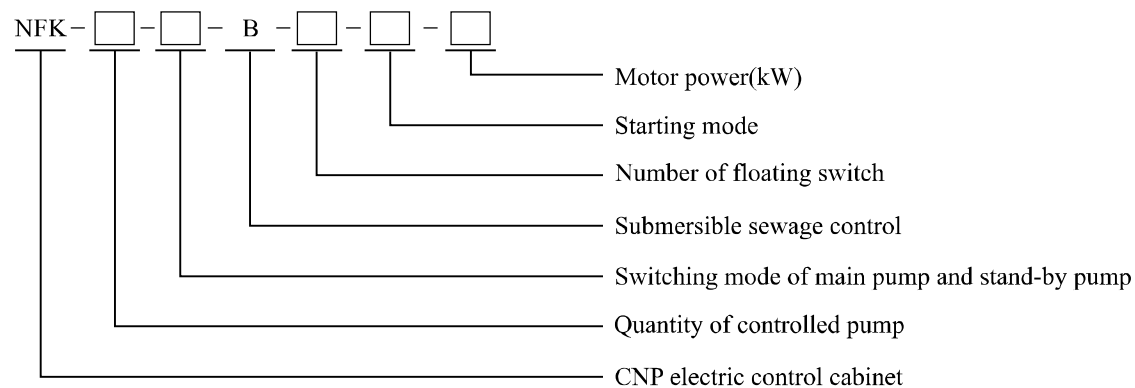 NFK-□-□-B-□-□-□
Motor power(kW)
Starting mode
Number of floating switch
Submersible sewage control
Switching mode of main pump and stand-by pump
Quantity of controlled pump
CNP electric control cabinet